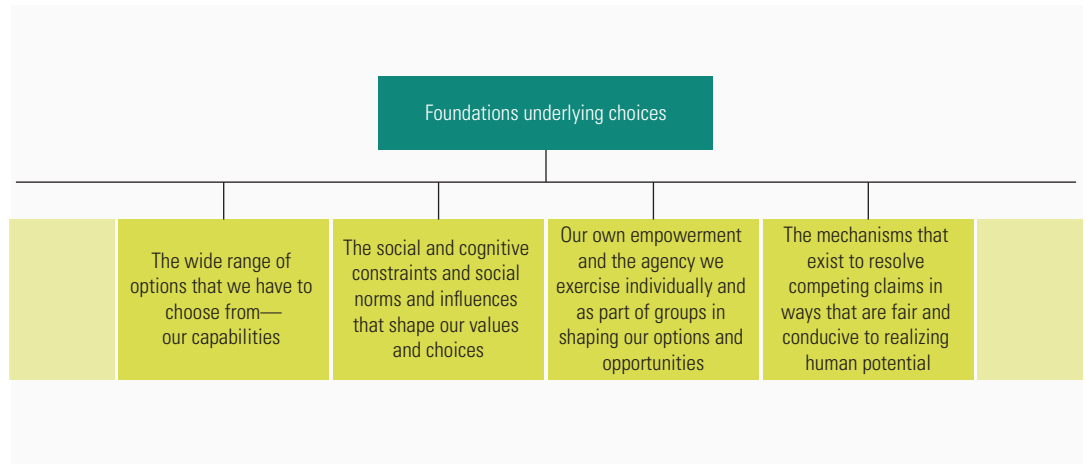 Foundations underlying choices
The wide range of
options that we have to
choose from—
our capabilities
The social and cognitive
constraints and social
norms and influences
that shape our values
and choices
Our own empowerment
and the agency we
exercise individually and
as part of groups in
shaping our options and
opportunities
The mechanisms that
exist to resolve
competing claims in
ways that are fair and
conducive to realizing
human potential